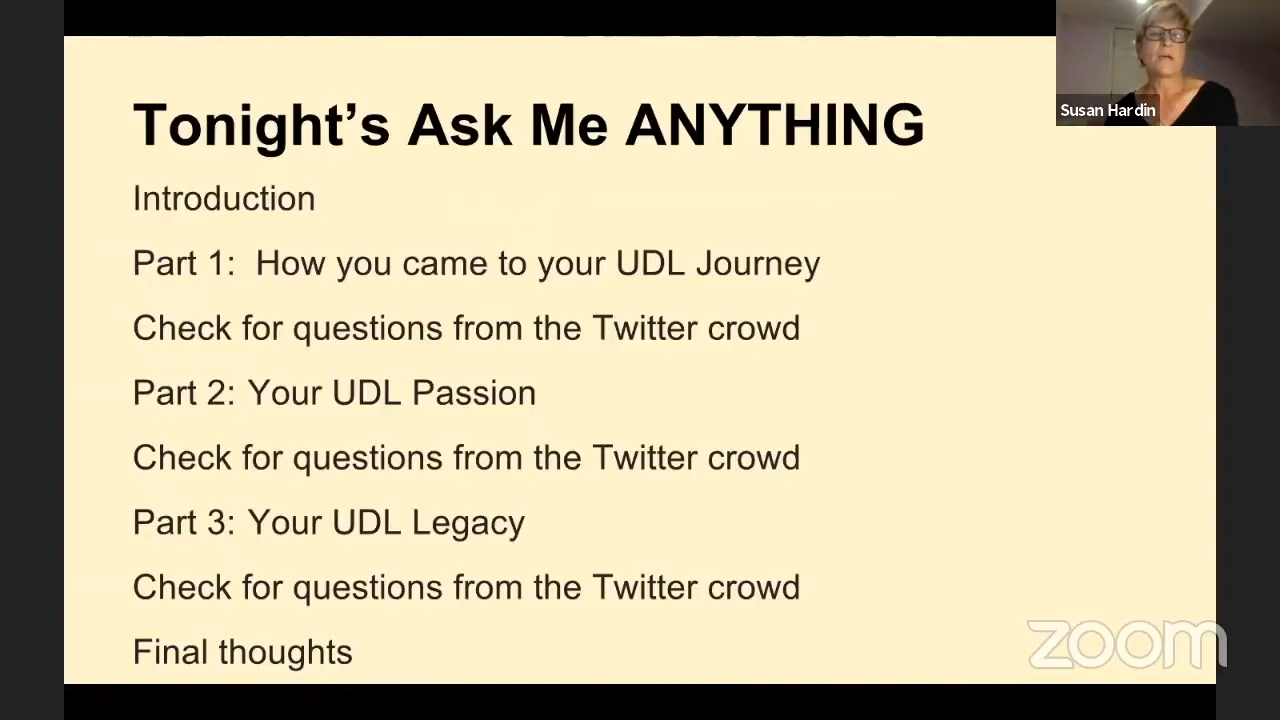 Tonight’s Ask Me ANYTHING
Susan Hardin
Introduction
Part 1:  How you came to your UDL Journey
Check for questions from the Twitter crowd
Part 2: Your UDL Passion
Check for questions from the Twitter crowd
Part 3: Your UDL Legacy
Check for questions from the Twitter crowd
Final thoughts
zoom